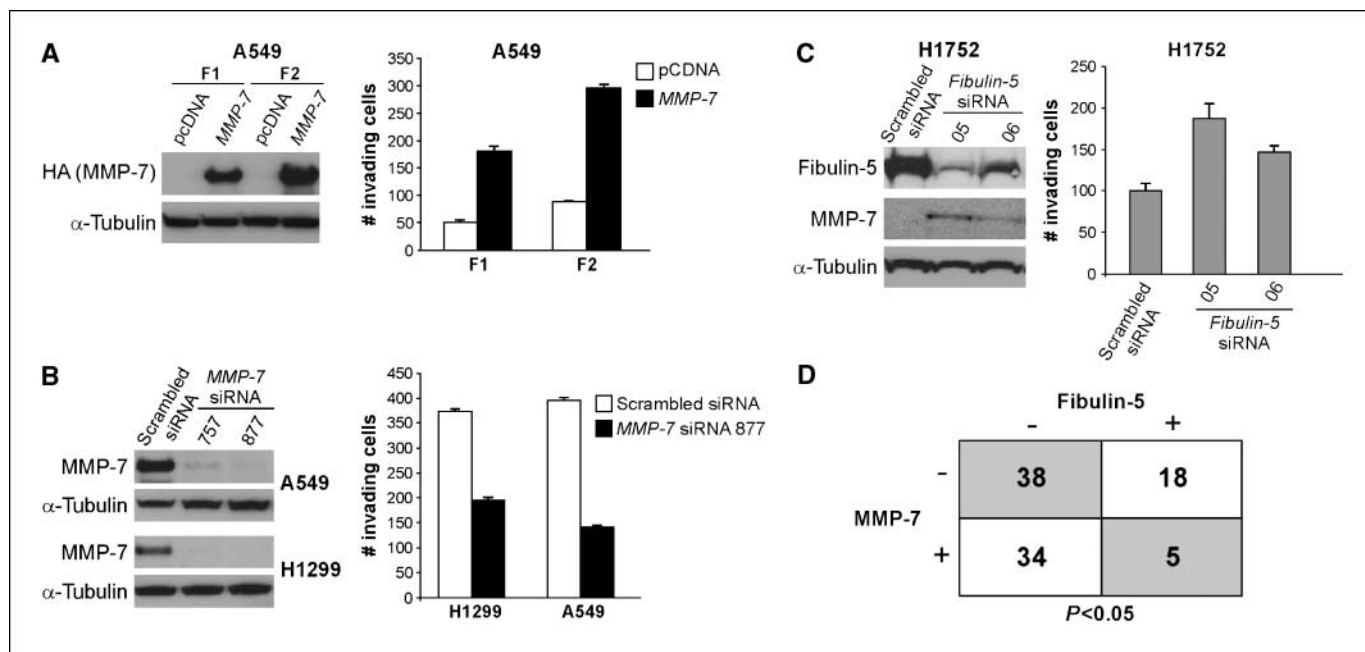 A
A549
F1 F2
pcDNA
MMP-7
pcDNA
MMP-7
HA (MMP-7)
α-Tubulin
A549
# invading cells
350
300
250
200
150
100
50
0
F1 F2
pCDNA
MMP-7
B
Scrambled
siRNA
MMP-7
siRNA
757
877
MMP-7
α-Tubulin
A549
MMP-7
α-Tubulin
H1299
# invading cells
450
400
350
300
250
200
150
100
50
0
H1299 A549
Scrambled siRNA
MMP-7 siRNA 877
C
H1752
Scrambled
siRNA
Fibulin-5
siRNA
05
06
Fibulin-5
MMP-7
α-Tubulin
H1752
# invading cells
250
200
150
100
50
0
Scrambled
siRNA
05
06
Fibulin-5
siRNA
D
Fibulin-5
- +
- 38 18
MMP-7
+ 34 5
P<0.05